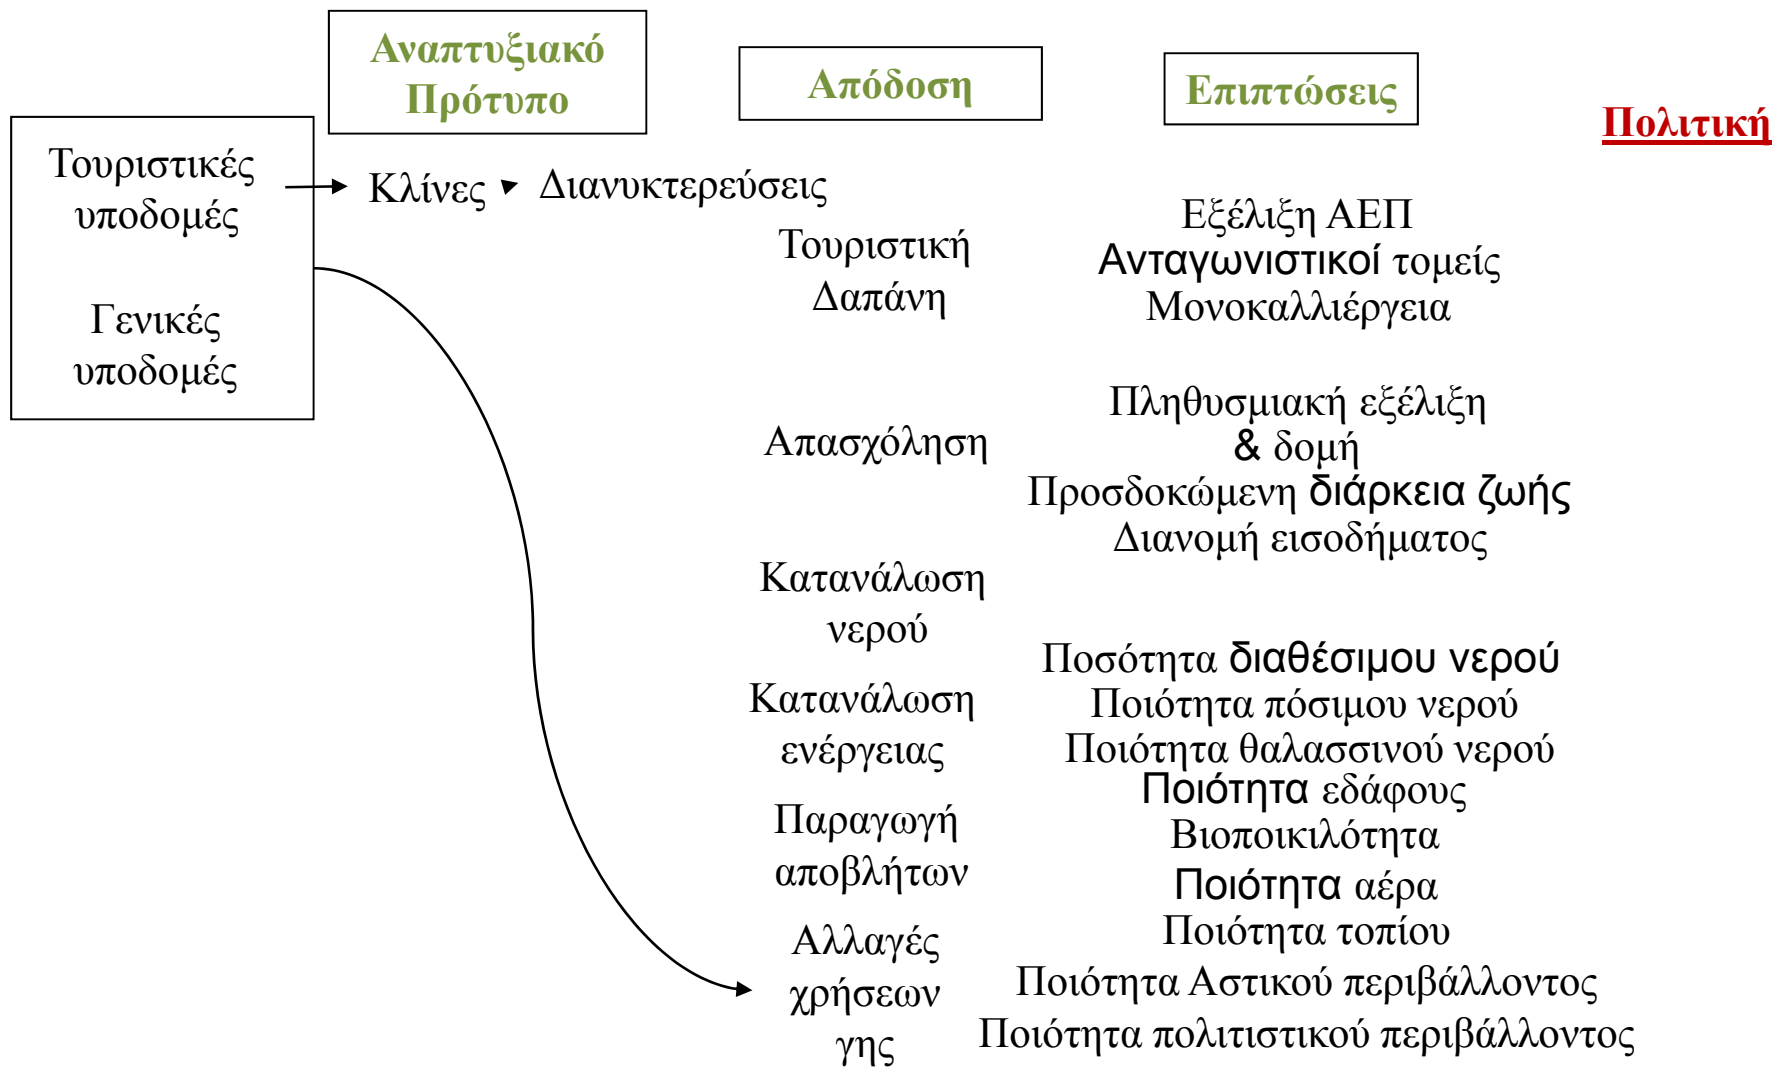 Αναπτυξιακό
Πρότυπο
Απόδοση
Επιπτώσεις
Πολιτική
Τουριστικές
υποδομές
Γενικές
υποδομές
Κλίνες
Διανυκτερεύσεις
Τουριστική
Δαπάνη
Απασχόληση
Κατανάλωση
νερού
Κατανάλωση
ενέργειας
Παραγωγή
αποβλήτων
Αλλαγές
χρήσεων
γης
Εξέλιξη ΑΕΠ
Ανταγωνιστικοί τομείς
Μονοκαλλιέργεια
Πληθυσμιακή εξέλιξη
& δομή
Προσδοκώμενη διάρκεια ζωής
Διανομή εισοδήματος
Ποσότητα διαθέσιμου νερού
Ποιότητα πόσιμου νερού
Ποιότητα θαλασσινού νερού
Ποιότητα εδάφους
Βιοποικιλότητα
Ποιότητα αέρα
Ποιότητα τοπίου
Ποιότητα Αστικού περιβάλλοντος
Ποιότητα πολιτιστικού περιβάλλοντος